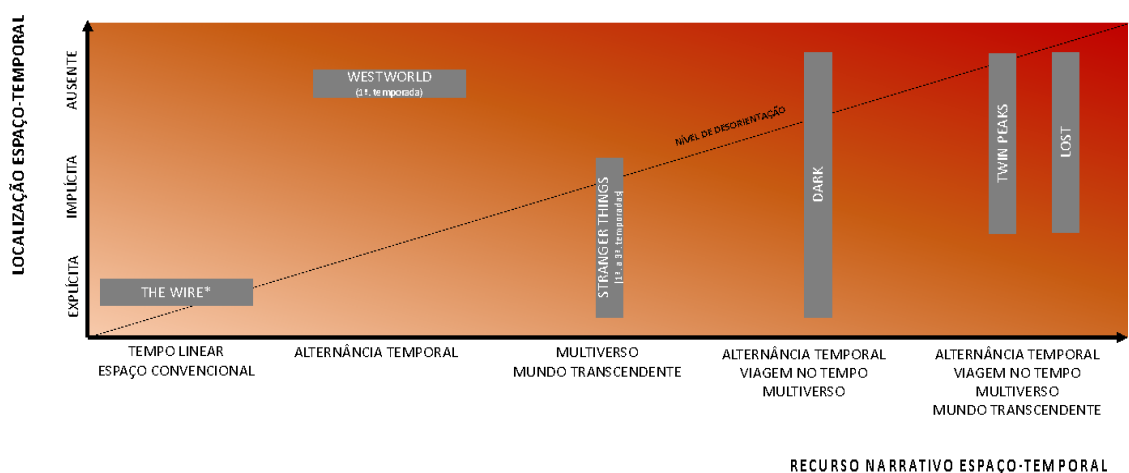 LOCALIZAÇÃO ESPAÇO-TEMPORAL
AUSENTE
IMPLÍCITA
EXPLÍCITA
WESTWORLD
(1ª. temporada)
NÍVEL DE DESORIENTAÇÃO
THE WIRE*
STRANGER THINGS
(1ª. a 3ª. temporadas)
DARK
TWIN PEAKS
LOST
TEMPO LINEAR
ESPAÇO CONVENCIONAL
ALTERNÂNCIA TEMPORAL
MULTIVERSO
MUNDO TRANSCENDENTE
ALTERNÂNCIA TEMPORAL
VIAGEM NO TEMPO
MULTIVERSO
ALTERNÂNCIA TEMPORAL
VIAGEM NO TEMPO
MULTIVERSO
MUNDO TRANSCENDENTE
RECURSO NARRATIVO ESPAÇO-TEMPORAL